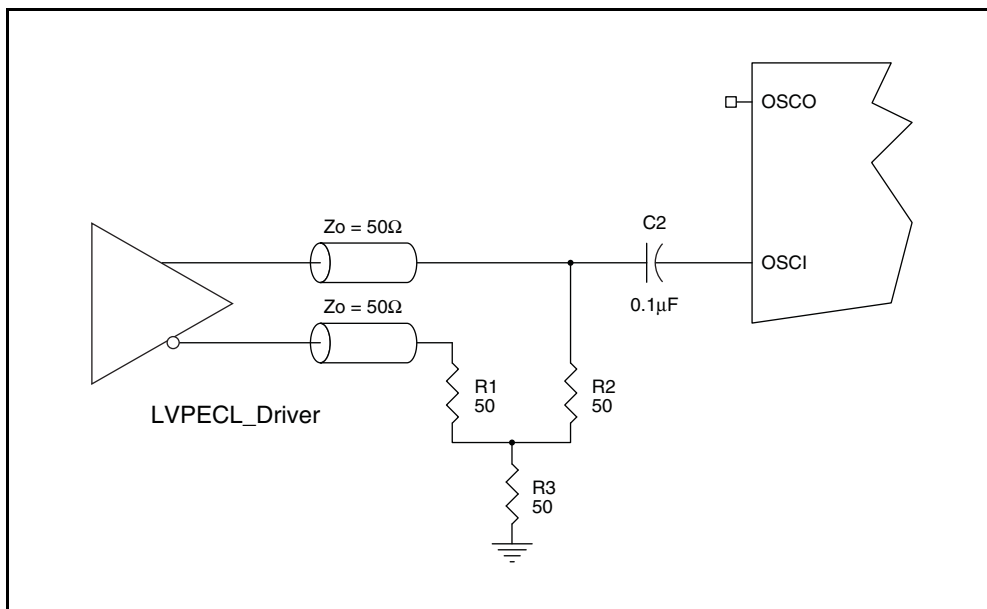 OSCO
C2
Zo = 50Ω
OSCI
0.1μF
Zo = 50Ω
R1
50
R2
50
LVPECL_Driver
R3
50